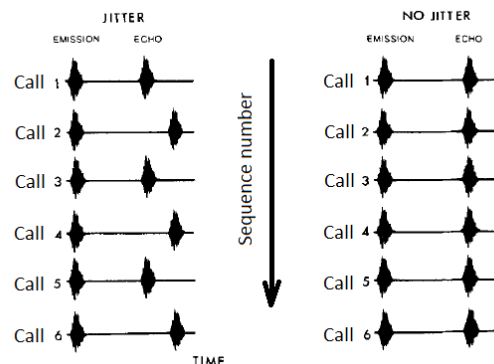 JITTER
EMISSION ECHO
Call 1
Call 2
Call 3
Call 4
Call 5
Call 6
TIME
Sequence number
NO JITTER
EMISSION ECHO
Call 1
Call 2
Call 3
Call 4
Call 5
Call 6